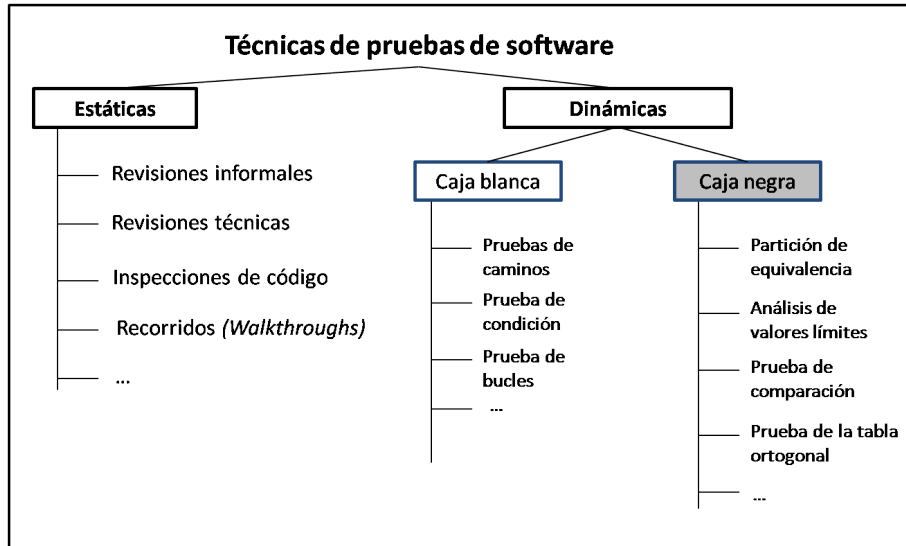 Técnicas de pruebas de software
Estáticas
Revisiones informales
Revisiones técnicas
Inspecciones de código
Recorridos (Walkthroughs)
...
Dinámicas
Caja blanca
Pruebas de
caminos
Prueba de
condición
Prueba de
bucles
...
Caja negra
Partición de
equivalencia
Análisis de
valores límites
Prueba de
comparación
Prueba de la tabla
ortogonal
...